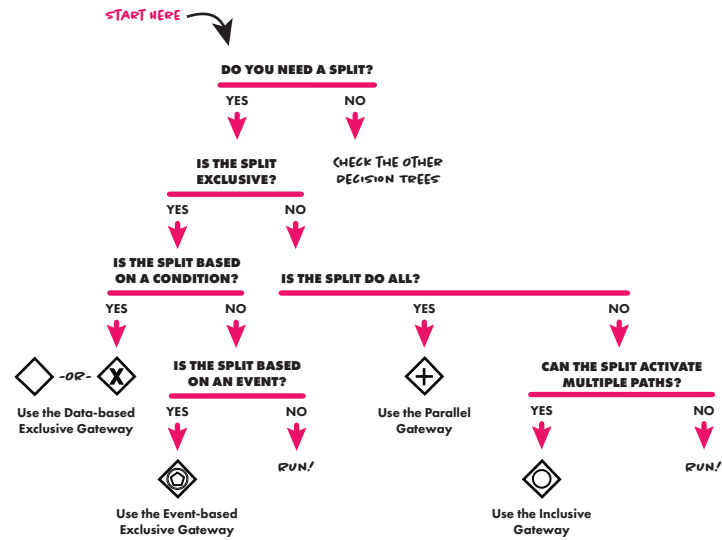 START HERE
DO YOU NEED A SPLIT?
YES
NO
IS THE SPLIT
EXCLUSIVE?
CHECK THE OTHER
DECISION TREES
YES
NO
IS THE SPLIT BASED
ON A CONDITION?
IS THE SPLIT DO ALL?
YES
NO
YES
NO
-OR-
X
Use the Data-based
Exclusive Gateway
IS THE SPLIT BASED
ON AN EVENT?
Use the Parallel
Gateway
CAN THE SPLIT ACTIVATE
MULTIPLE PATHS?
YES
NO
YES
NO
RUN!
RUN!
Use the Event-based
Exclusive Gateway
Use the Inclusive
Gateway